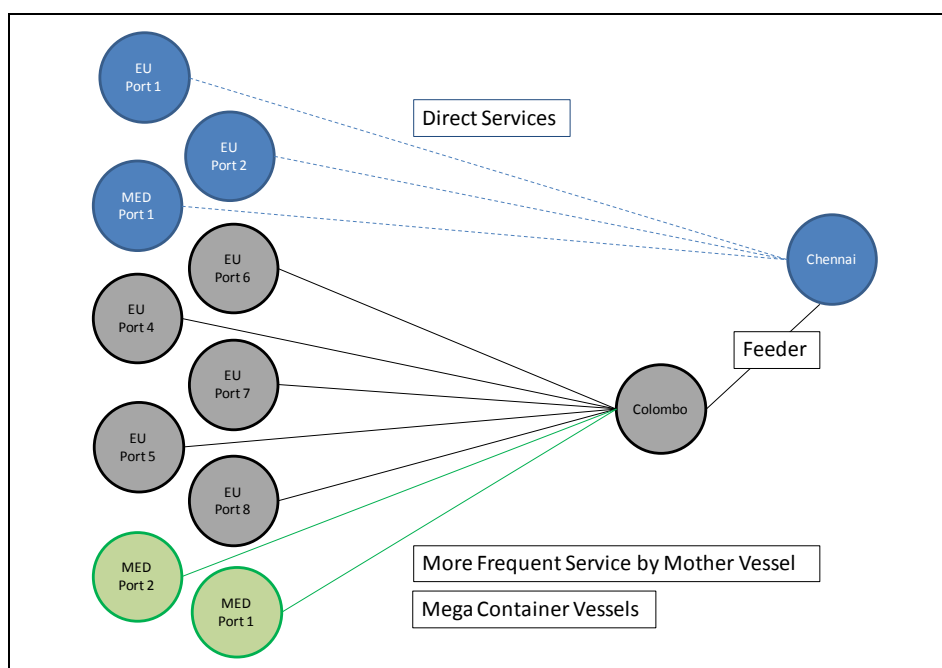 EU
Port 1
Direct Services
EU
Port 2
MED
Port 1
EU
Port 6
Chennai
EU
Port 4
Feeder
EU
Port 7
Colombo
EU
Port 5
EU
Port 8
More Frequent Service by Mother Vessel
MED
Port 2
Mega Container Vessels
MED
Port 1